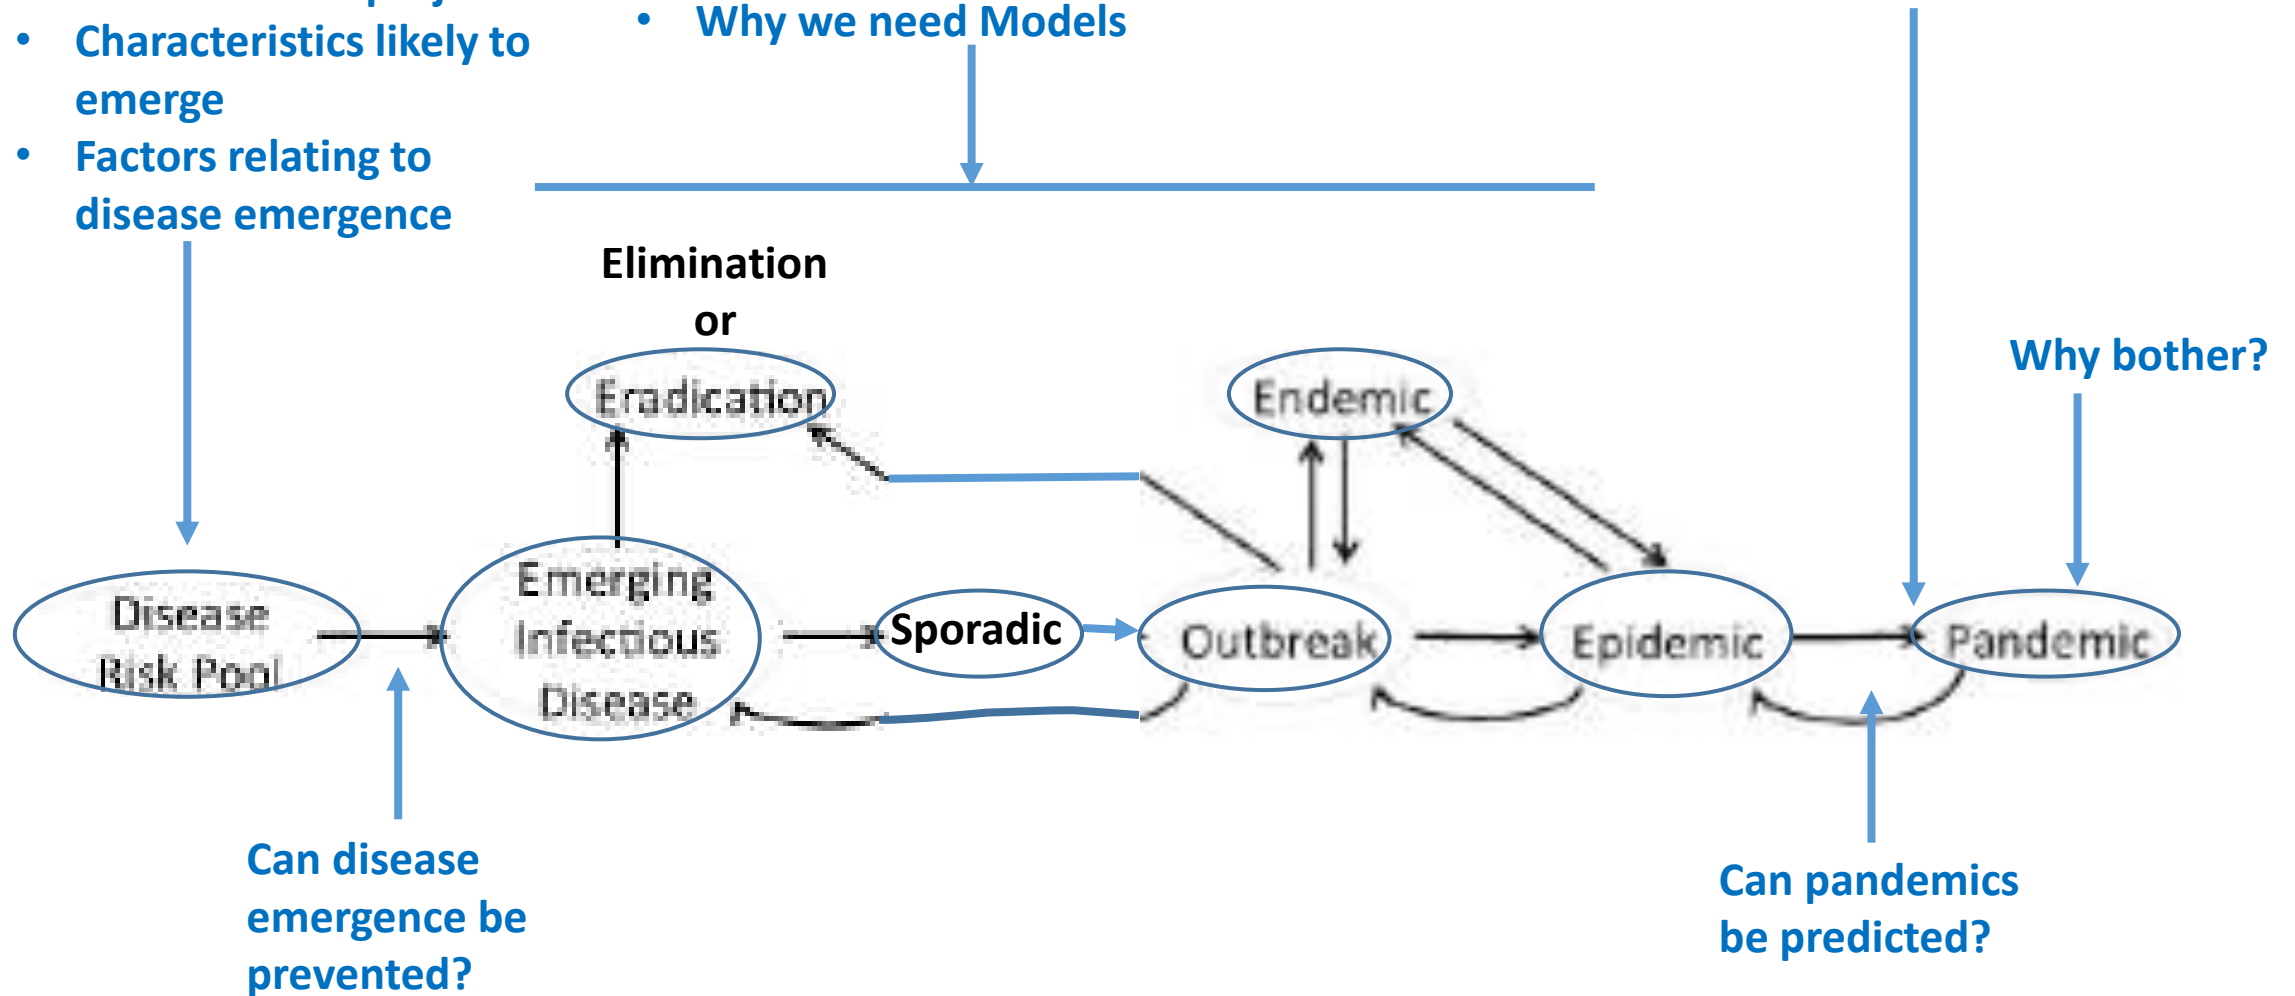 • Characteristics likely to
emerge
• Factors relating to
disease emergence
• Why we need Models
Elimination
or
Eradication
Endemic
Why bother?
Disease
Risk Pool
Emerging
Infectious
Disease
Sporadic
Outbreak
Epidemic
Pandemic
Can disease
emergence be
prevented?
Can pandemics
be predicted?